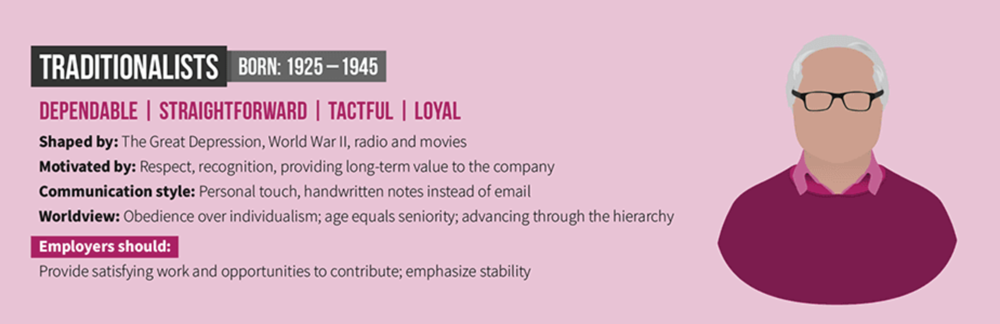 TRADITIONALISTS BORN: 1925 – 1945
DEPENDABLE | STRAIGHTFORWARD | TACTFUL | LOYAL
Shaped by: The Great Depression, World War II, radio and movies
Motivated by: Respect, recognition, providing long-term value to the company
Communication style: Personal touch, handwritten notes instead of email
Worldview: Obedience over individualism; age equals seniority; advancing through the hierarchy
Employers should:
Provide satisfying work and opportunities to contribute; emphasize stability